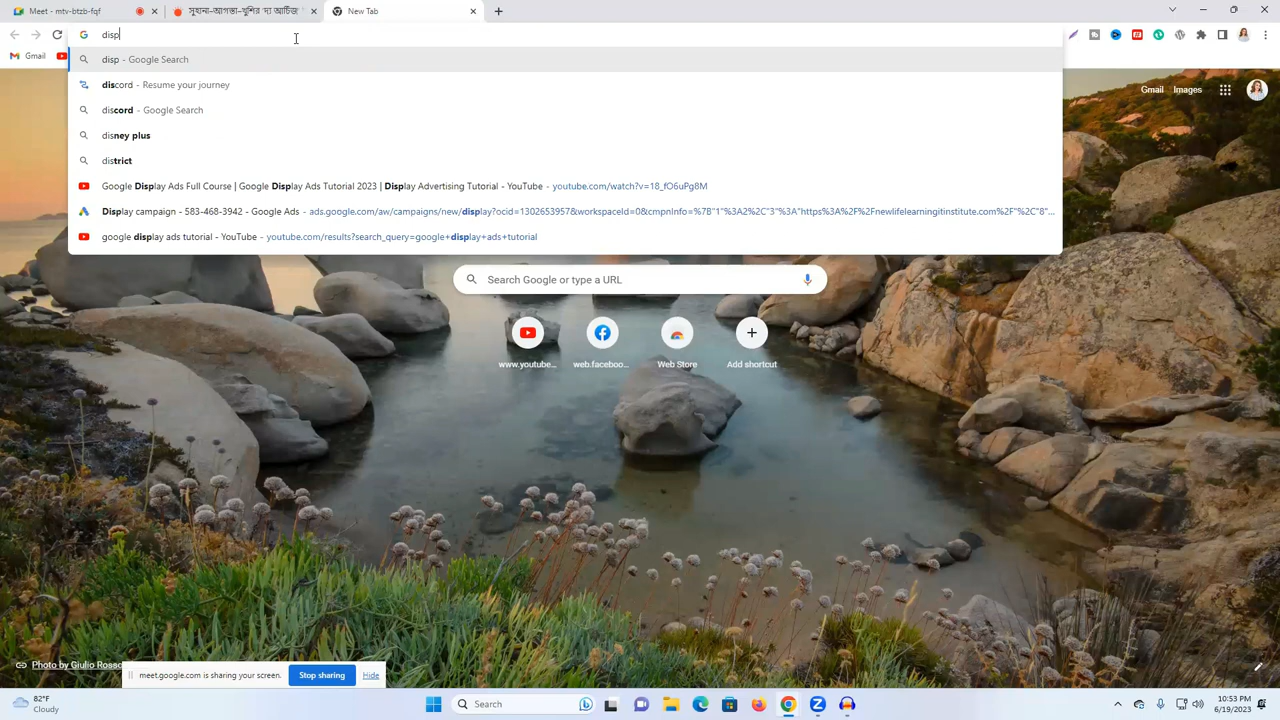 Meet - mtv-btzb-fqf
সুহানা–আগস্ত্য–খুশির ‘দ্য আর্চিজ’
New Tab
disp
Gmail
disp - Google Search
discord - Resume your journey
discord - Google Search
disney plus
district
Google Display Ads Full Course | Google Display Ads Tutorial 2023 | Display Advertising Tutorial - YouTube - youtube.com/watch?v=18_fO6uPg8M
Display campaign - 583-468-3942 - Google Ads - ads.google.com/aw/campaigns/new/display?ocid=1302653957&workspaceId=0&cmpnInfo=%7B"1"%3A2%2C"3"%3A"https%3A%2F%2Fnewlifelearningitinstitute.com%2F"%2C"8"...
google display ads tutorial - YouTube - youtube.com/results?search_query=google+display+ads+tutorial
Gmail Images
Search Google or type a URL
www.youtube...
web.faceboo...
Web Store
Add shortcut
Photo by Giulio Rosso
meet.google.com is sharing your screen.
Stop sharing
Hide
82°F
Cloudy
Search
10:53 PM
6/19/2023